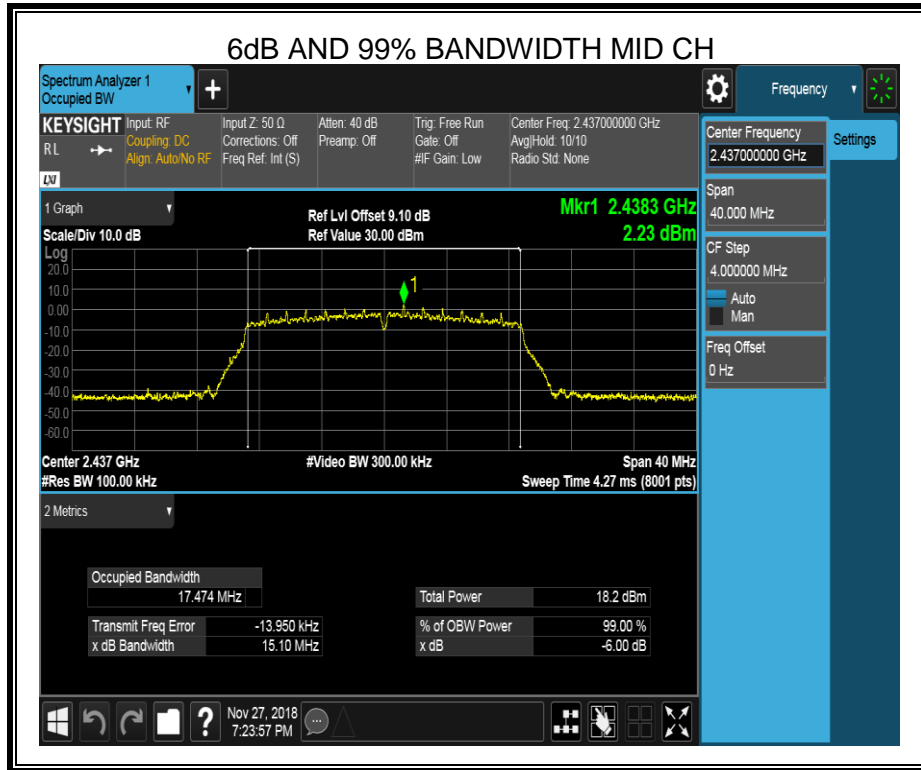 6dB AND 99% BANDWIDTH MID CH
Spectrum Analyzer 1
Occupied BW
+
Frequency
KEYSIGHT
RL
LXI
Input: RF
Coupling: DC
Align: Auto/No RF
Input Z: 50 Ω
Corrections: Off
Freq Ref: Int (S)
Atten: 40 dB
Preamp: Off
Trig: Free Run
Gate: Off
#IF Gain: Low
Center Freq: 2.437000000 GHz
Avg|Hold: 10/10
Radio Std: None
Center Frequency
2.437000000 GHz
Settings
Span
40.000 MHz
CF Step
4.000000 MHz
Auto
Man
Freq Offset
0 Hz
1 Graph
Scale/Div 10.0 dB
Ref Lvl Offset 9.10 dB
Ref Value 30.00 dBm
Mkr1 2.4383 GHz
2.23 dBm
Log
20.0
10.0
0.00
-10.0
-20.0
-30.0
-40.0
-50.0
-60.0
1
Center 2.437 GHz
#Res BW 100.00 kHz
#Video BW 300.00 kHz
Span 40 MHz
Sweep Time 4.27 ms (8001 pts)
2 Metrics
Occupied Bandwidth
17.474 MHz
Total Power 18.2 dBm
Transmit Freq Error -13.950 kHz
% of OBW Power 99.00 %
x dB Bandwidth 15.10 MHz
x dB -6.00 dB
?
Nov 27, 2018
7:23:57 PM